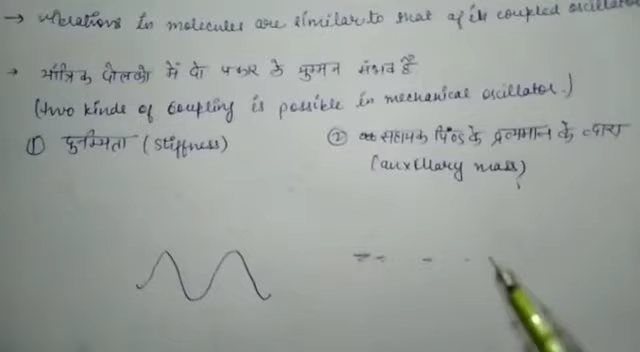 → vibrations in molecules are similar to that of its coupled oscillator
→ यांत्रिक दोलको में दो प्रकार के युग्मन संभव है
(two kinds of coupling is possible in mechanical oscillator.)
① (stiffness) ② सहायक पिण्ड के द्रव्यमान के द्वारा
(auxillary mass)